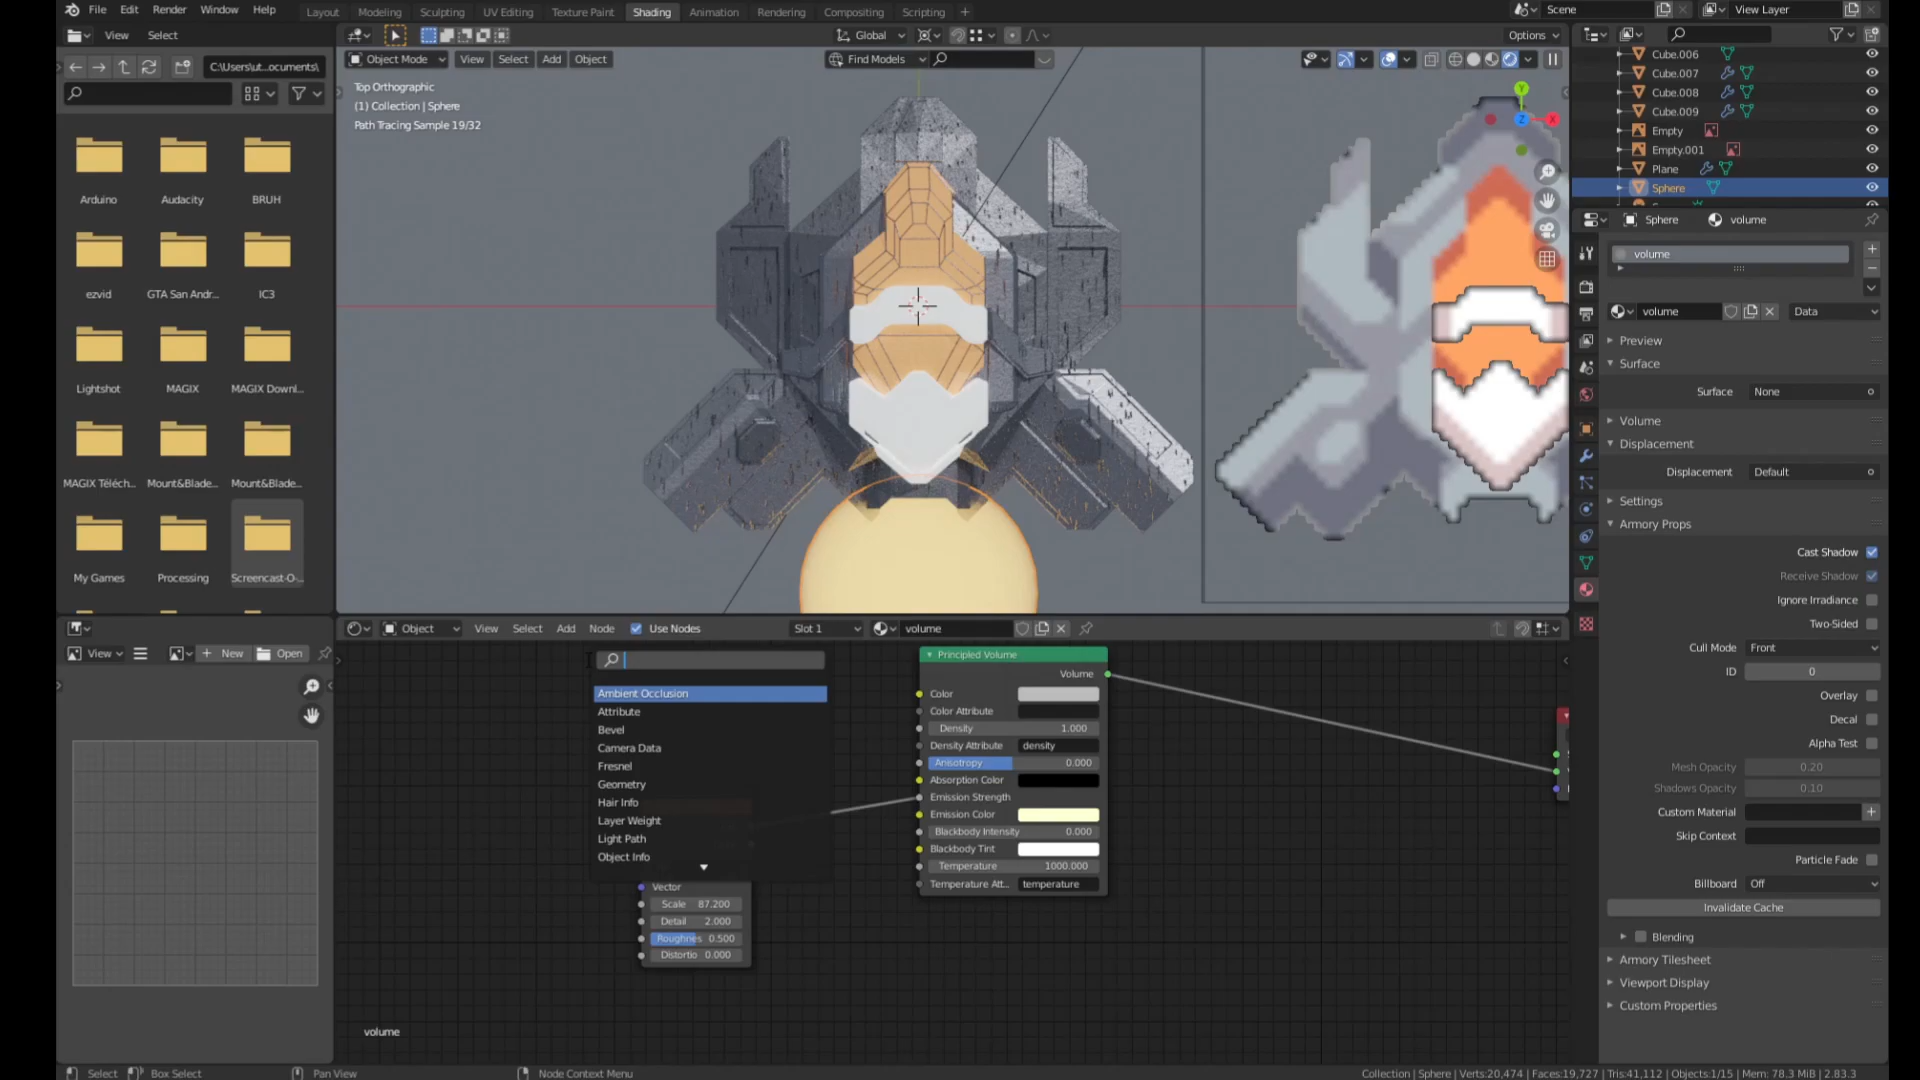 File Edit Render Window Help Layout Modeling Sculpting UV Editing Texture Paint Shading Animation Rendering Compositing Scripting + Scene View Layer
View Select Global Options
C:\Users\ut...ocuments\ Object Mode View Select Add Object Find Models
Top Orthographic
(1) Collection | Sphere
Path Tracing Sample 19/32
Y
Z
X
Arduino Audacity BRUH
ezvid GTA San Andr... IC3
Lightshot MAGIX MAGIX Downl...
MAGIX Téléch... Mount&Blade... Mount&Blade...
My Games Processing Screencast-O-...
Cube.006
Cube.007
Cube.008
Cube.009
Empty
Empty.001
Plane
Sphere
Sphere volume
volume
volume Data
Preview
Surface
Surface None
Volume
Displacement
Displacement Default
Settings
Armory Props
Cast Shadow
Receive Shadow
Ignore Irradiance
Two-Sided
Cull Mode Front
ID 0
Overlay
Decal
Alpha Test
Mesh Opacity 0.20
Shadows Opacity 0.10
Custom Material
Skip Context
Particle Fade
Billboard Off
Invalidate Cache
Blending
Armory Tilesheet
Viewport Display
Custom Properties
Object View Select Add Node Use Nodes Slot 1 volume
View New Open
Ambient Occlusion
Attribute
Bevel
Camera Data
Fresnel
Geometry
Hair Info
Layer Weight
Light Path
Object Info
Vector
Scale 87.200
Detail 2.000
Roughnes 0.500
Distortio 0.000
Principled Volume
Volume
Color
Color Attribute
Density 1.000
Density Attribute density
Anisotropy 0.000
Absorption Color
Emission Strength
Emission Color
Blackbody Intensity 0.000
Blackbody Tint
Temperature 1000.000
Temperature Att... temperature
volume
Select Box Select Pan View Node Context Menu Collection | Sphere | Verts:20,474 | Faces:19,727 | Tris:41,112 | Objects:1/15 | Mem: 78.3 MiB | 2.83.3